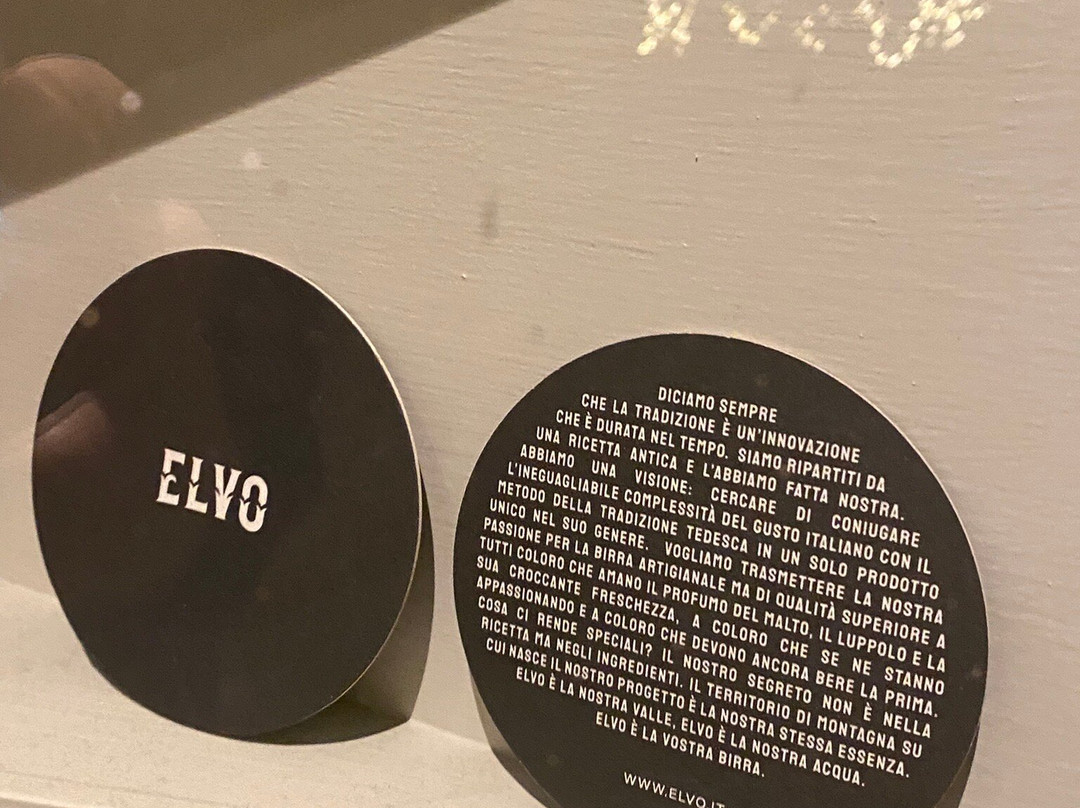 ELVO
DICIAMO SEMPRE
CHE LA TRADIZIONE È UN'INNOVAZIONE
CHE È DURATA NEL TEMPO. SIAMO RIPARTITI DA
UNA RICETTA ANTICA E L'ABBIAMO FATTA NOSTRA.
ABBIAMO UNA VISIONE: CERCARE DI CONIUGARE
L'INEGUAGLIABILE COMPLESSITÀ DEL GUSTO ITALIANO CON IL
METODO DELLA TRADIZIONE TEDESCA IN UN SOLO PRODOTTO
UNICO NEL SUO GENERE. VOGLIAMO TRASMETTERE LA NOSTRA
PASSIONE PER LA BIRRA ARTIGIANALE MA DI QUALITÀ SUPERIORE A
TUTTI COLORO CHE AMANO IL PROFUMO DEL MALTO, IL LUPPOLO E LA
SUA CROCCANTE FRESCHEZZA, A COLORO CHE SE NE STANNO
APPASSIONANDO E A COLORO CHE DEVONO ANCORA BERE LA PRIMA.
COSA CI RENDE SPECIALI? IL NOSTRO SEGRETO NON È NELLA
RICETTA MA NEGLI INGREDIENTI. IL TERRITORIO DI MONTAGNA SU
CUI NASCE IL NOSTRO PROGETTO È LA NOSTRA STESSA ESSENZA.
ELVO È LA NOSTRA VALLE, ELVO È LA NOSTRA ACQUA.
ELVO È LA VOSTRA BIRRA.
WWW.ELVO.IT